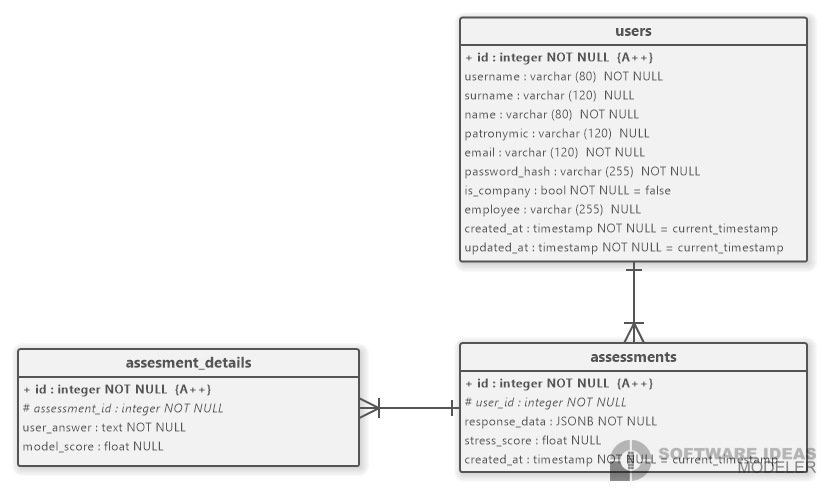 users
+ id : integer NOT NULL {A++}
username : varchar (80) NOT NULL
surname : varchar (120) NULL
name : varchar (80) NOT NULL
patronymic : varchar (120) NULL
email : varchar (120) NOT NULL
password_hash : varchar (255) NOT NULL
is_company : bool NOT NULL = false
employee : varchar (255) NULL
created_at : timestamp NOT NULL = current_timestamp
updated_at : timestamp NOT NULL = current_timestamp
assesment_details
+ id : integer NOT NULL {A++}
# assessment_id : integer NOT NULL
user_answer : text NOT NULL
model_score : float NULL
assessments
+ id : integer NOT NULL {A++}
# user_id : integer NOT NULL
response_data : JSONB NOT NULL
stress_score : float NULL
created_at : timestamp NOT NULL = current_timestamp
SOFTWARE IDEAS
MODELER